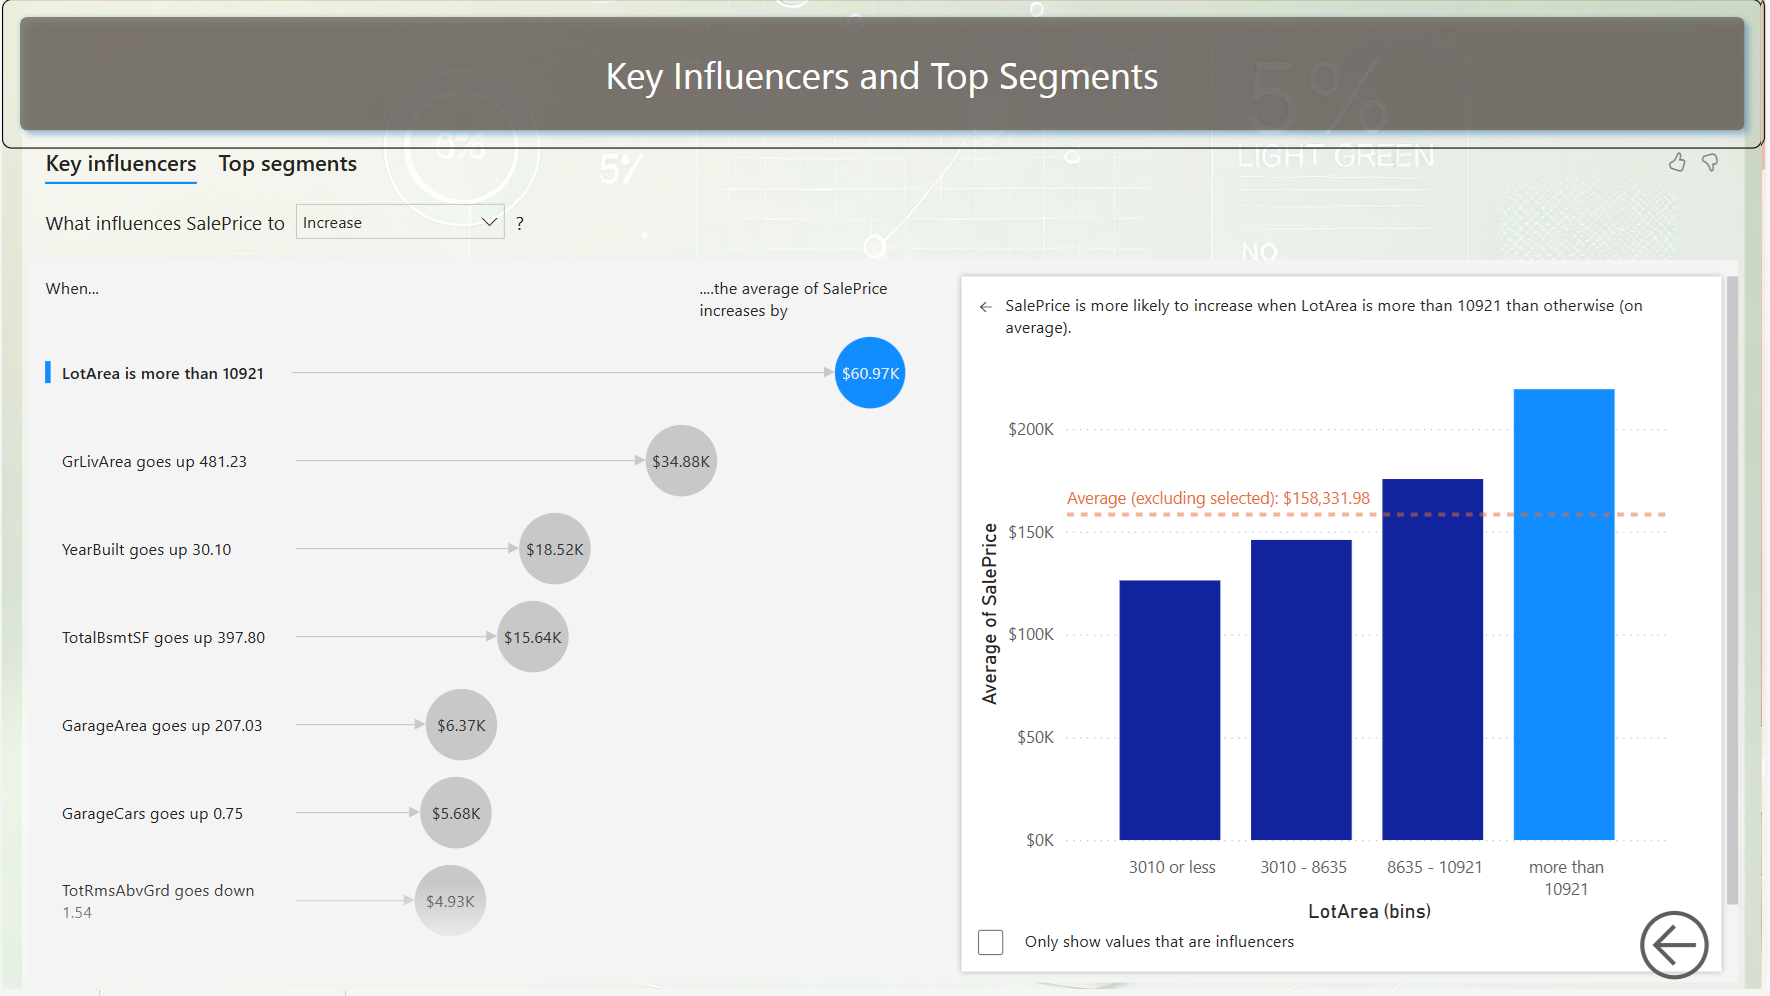 Key Influencers and Top Segments
5%
0%
5%
LIGHT GREEN
NO
Key influencers
Top segments
What influences SalePrice to
Increase
?
When...
....the average of SalePrice
increases by
LotArea is more than 10921
$60.97K
GrLivArea goes up 481.23
$34.88K
YearBuilt goes up 30.10
$18.52K
TotalBsmtSF goes up 397.80
$15.64K
GarageArea goes up 207.03
$6.37K
GarageCars goes up 0.75
$5.68K
TotRmsAbvGrd goes down
1.54
$4.93K
SalePrice is more likely to increase when LotArea is more than 10921 than otherwise (on
average).
Average of SalePrice
$200K
Average (excluding selected): $158,331.98
$150K
$100K
$50K
$0K
3010 or less
3010 - 8635
8635 - 10921
more than
10921
LotArea (bins)
Only show values that are influencers